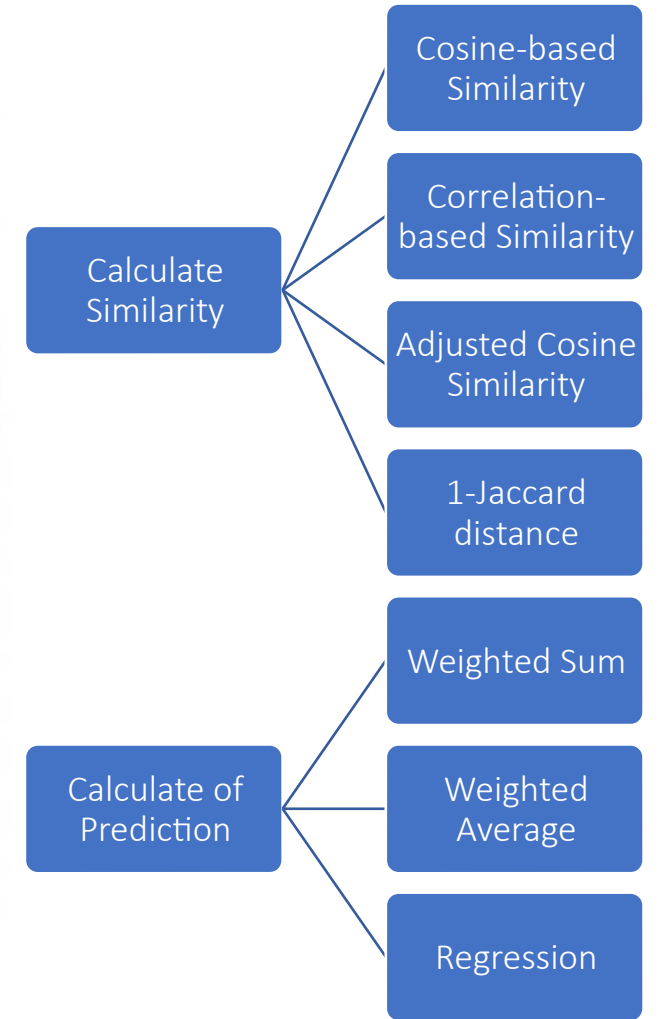 Calculate
Similarity
Cosine-based
Similarity
Correlation-
based Similarity
Adjusted Cosine
Similarity
1-Jaccard
distance
Calculate of
Prediction
Weighted Sum
Weighted
Average
Regression